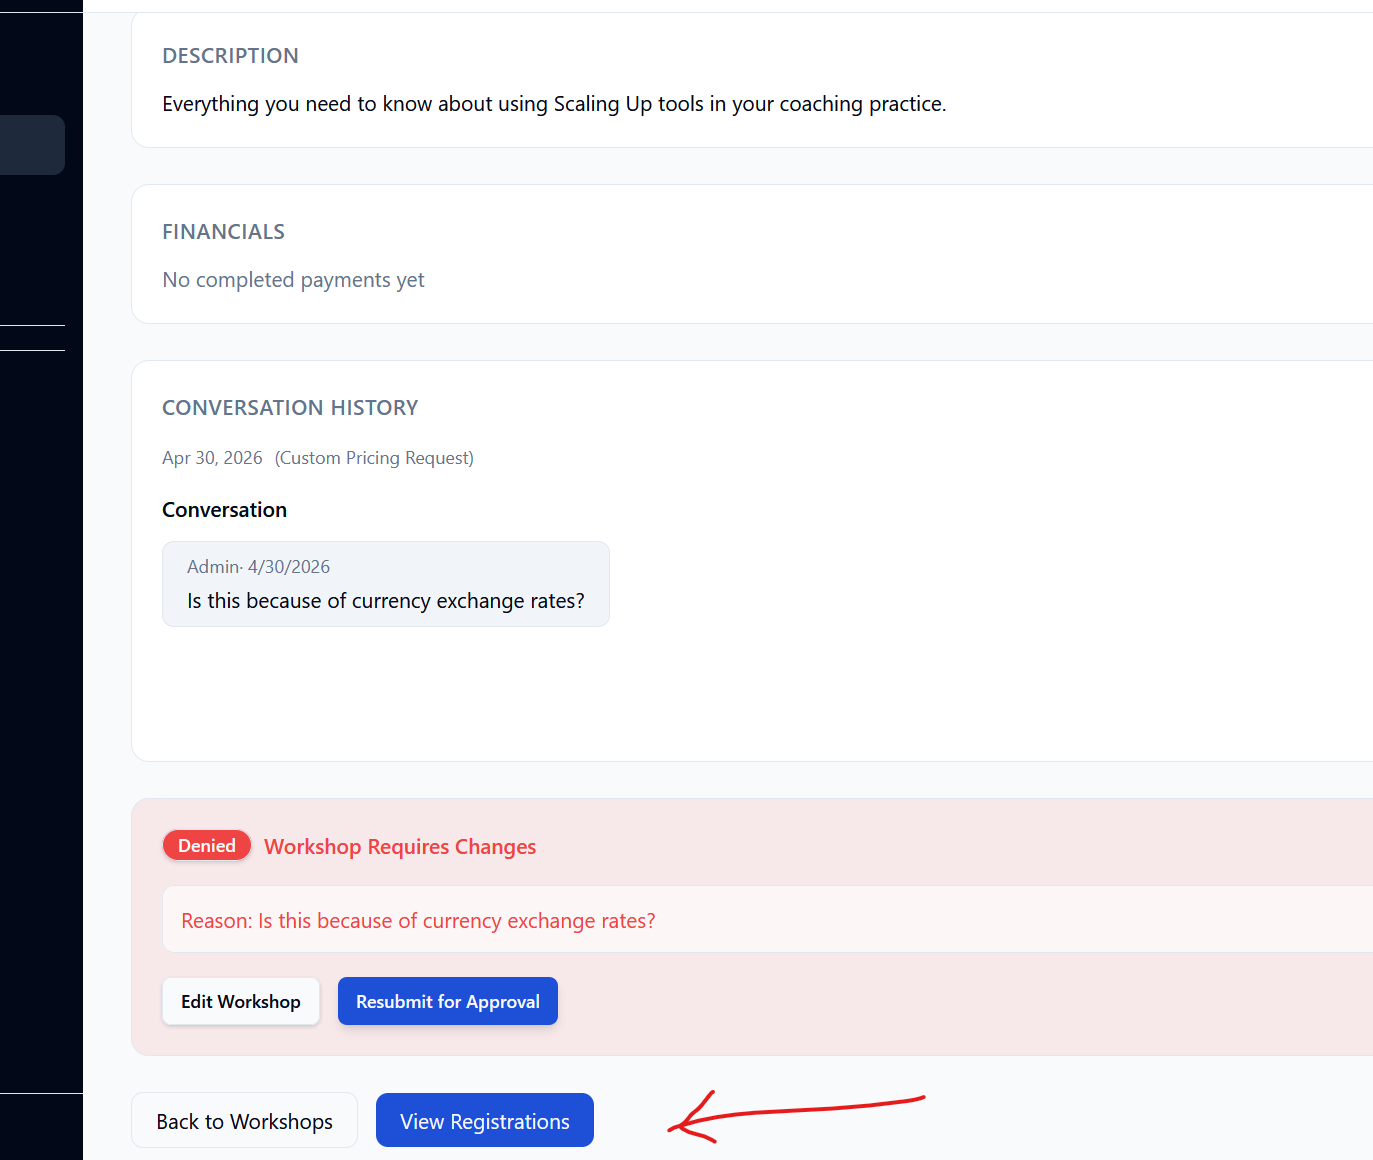 DESCRIPTION
Everything you need to know about using Scaling Up tools in your coaching practice.
FINANCIALS
No completed payments yet
CONVERSATION HISTORY
Apr 30, 2026 (Custom Pricing Request)
Conversation
Admin· 4/30/2026
Is this because of currency exchange rates?
Denied Workshop Requires Changes
Reason: Is this because of currency exchange rates?
Edit Workshop Resubmit for Approval
Back to Workshops View Registrations